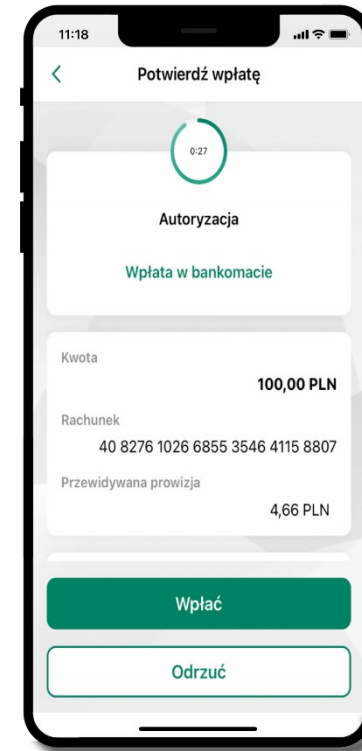 11:18
Potwierdź wpłatę
0:27
Autoryzacja
Wpłata w bankomacie
Kwota
100,00 PLN
Rachunek
40 8276 1026 6855 3546 4115 8807
Przewidywana prowizja
4,66 PLN
Wpłać
Odrzuć